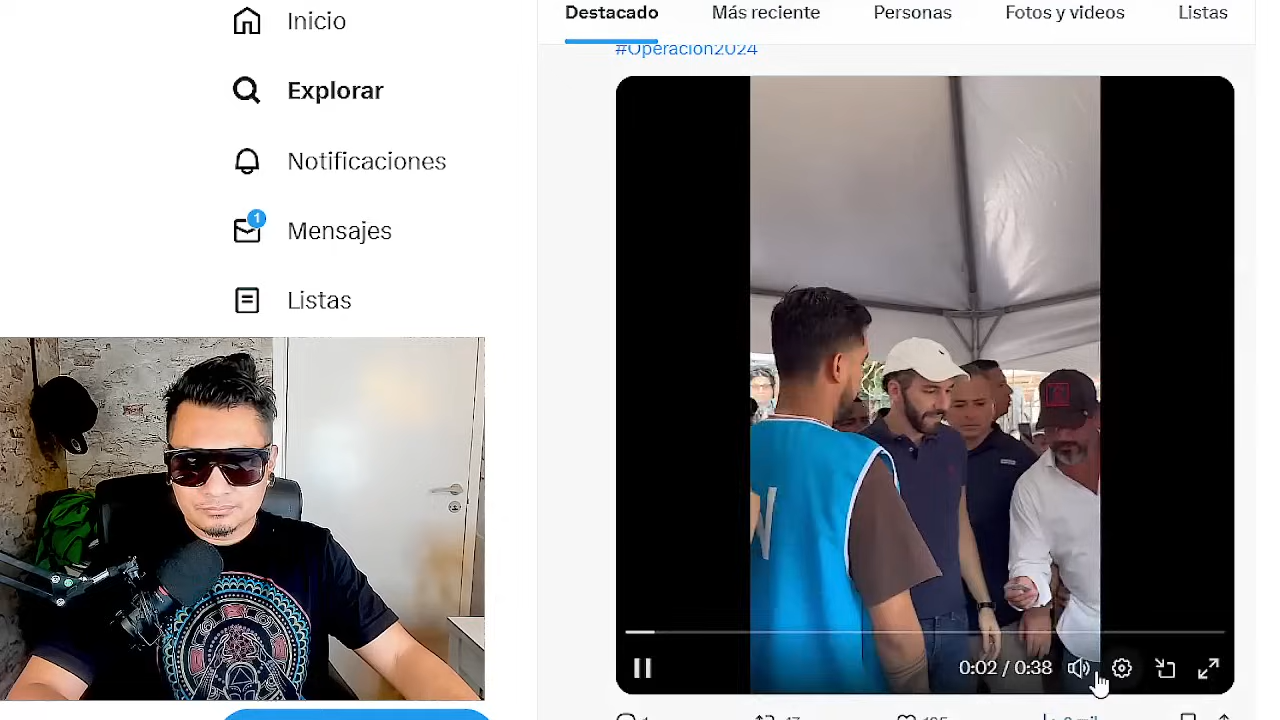 Inicio
Explorar
Notificaciones
1
Mensajes
Listas
Destacado
Más reciente
Personas
Fotos y videos
Listas
#Operacion2024
0:02 / 0:38